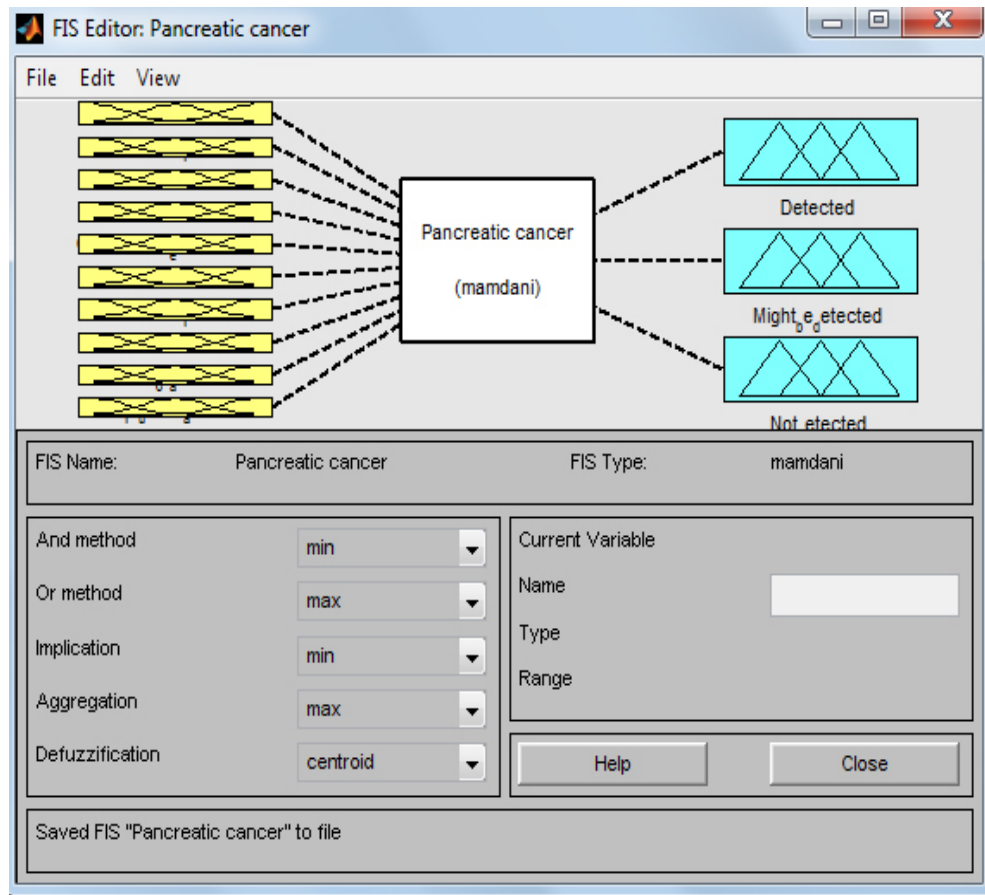 FIS Editor: Pancreatic cancer
File Edit View
Pancreatic cancer
(mamdani)
Detected
Might_be_detected
Not etected
FIS Name: Pancreatic cancer FIS Type: mamdani
And method min
Or method max
Implication min
Aggregation max
Defuzzification centroid
Current Variable
Name
Type
Range
Help Close
Saved FIS "Pancreatic cancer" to file